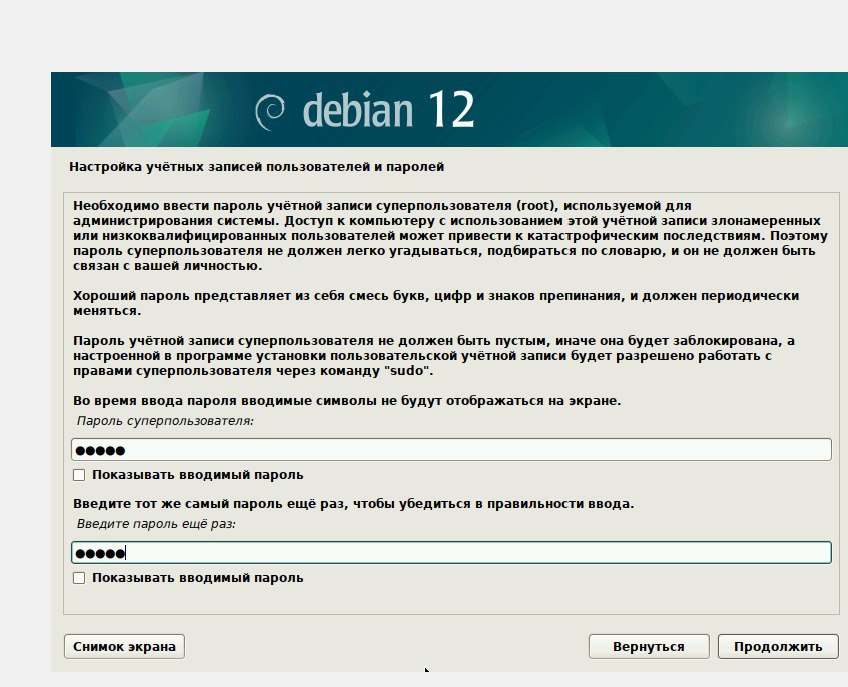 debian 12
Настройка учётных записей пользователей и паролей
Необходимо ввести пароль учётной записи суперпользователя (root), используемой для
администрирования системы. Доступ к компьютеру с использованием этой учётной записи злонамеренных
или низкоквалифицированных пользователей может привести к катастрофическим последствиям. Поэтому
пароль суперпользователя не должен легко угадываться, подбираться по словарю, и он не должен быть
связан с вашей личностью.
Хороший пароль представляет из себя смесь букв, цифр и знаков препинания, и должен периодически
меняться.
Пароль учётной записи суперпользователя не должен быть пустым, иначе она будет заблокирована, а
настроенной в программе установки пользовательской учётной записи будет разрешено работать с
правами суперпользователя через команду "sudo".
Во время ввода пароля вводимые символы не будут отображаться на экране.
Пароль суперпользователя:
●●●●●
Показывать вводимый пароль
Введите тот же самый пароль ещё раз, чтобы убедиться в правильности ввода.
Введите пароль ещё раз:
●●●●●
Показывать вводимый пароль
Снимок экрана
Вернуться
Продолжить